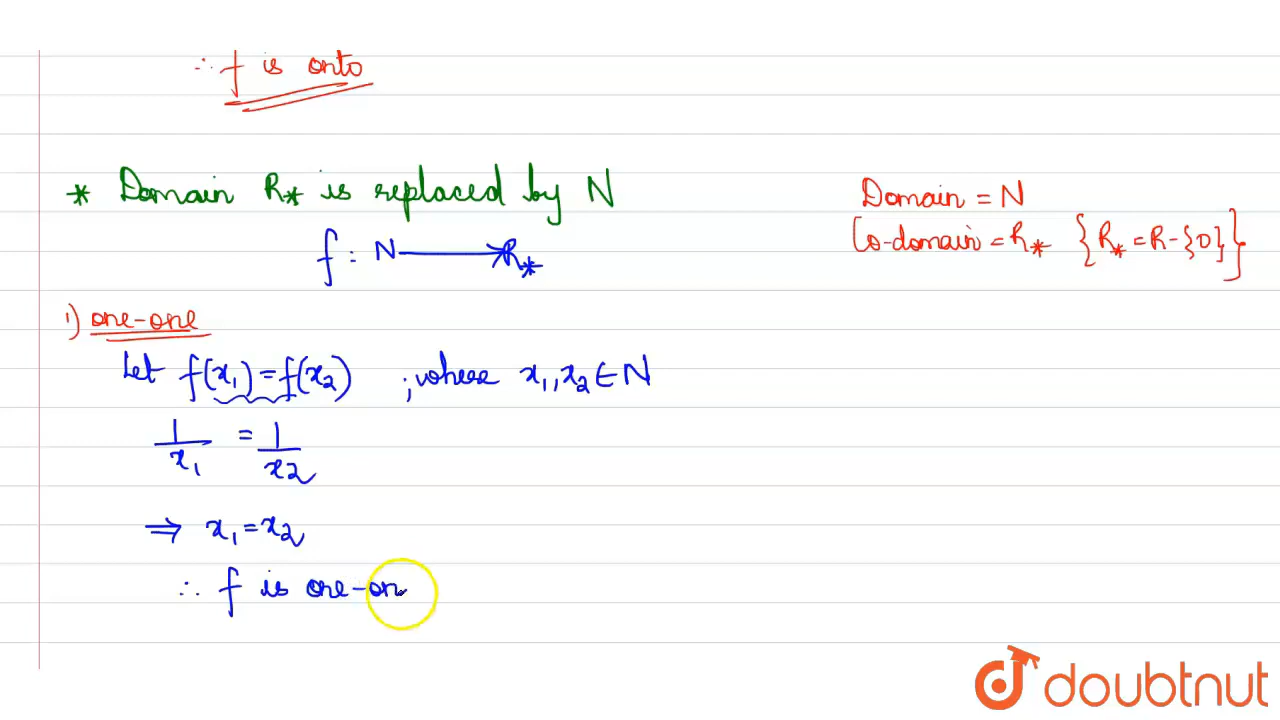 ∴ f is onto
* Domain R* is replaced by N
f : N → R*
Domain = N
Co-domain = R* {R* = R-{0}}
1) one-one
Let f(x1) = f(x2) ; where x1, x2 ∈ N
1/x1 = 1/x2
⇒ x1 = x2
∴ f is one-on
doubtnut